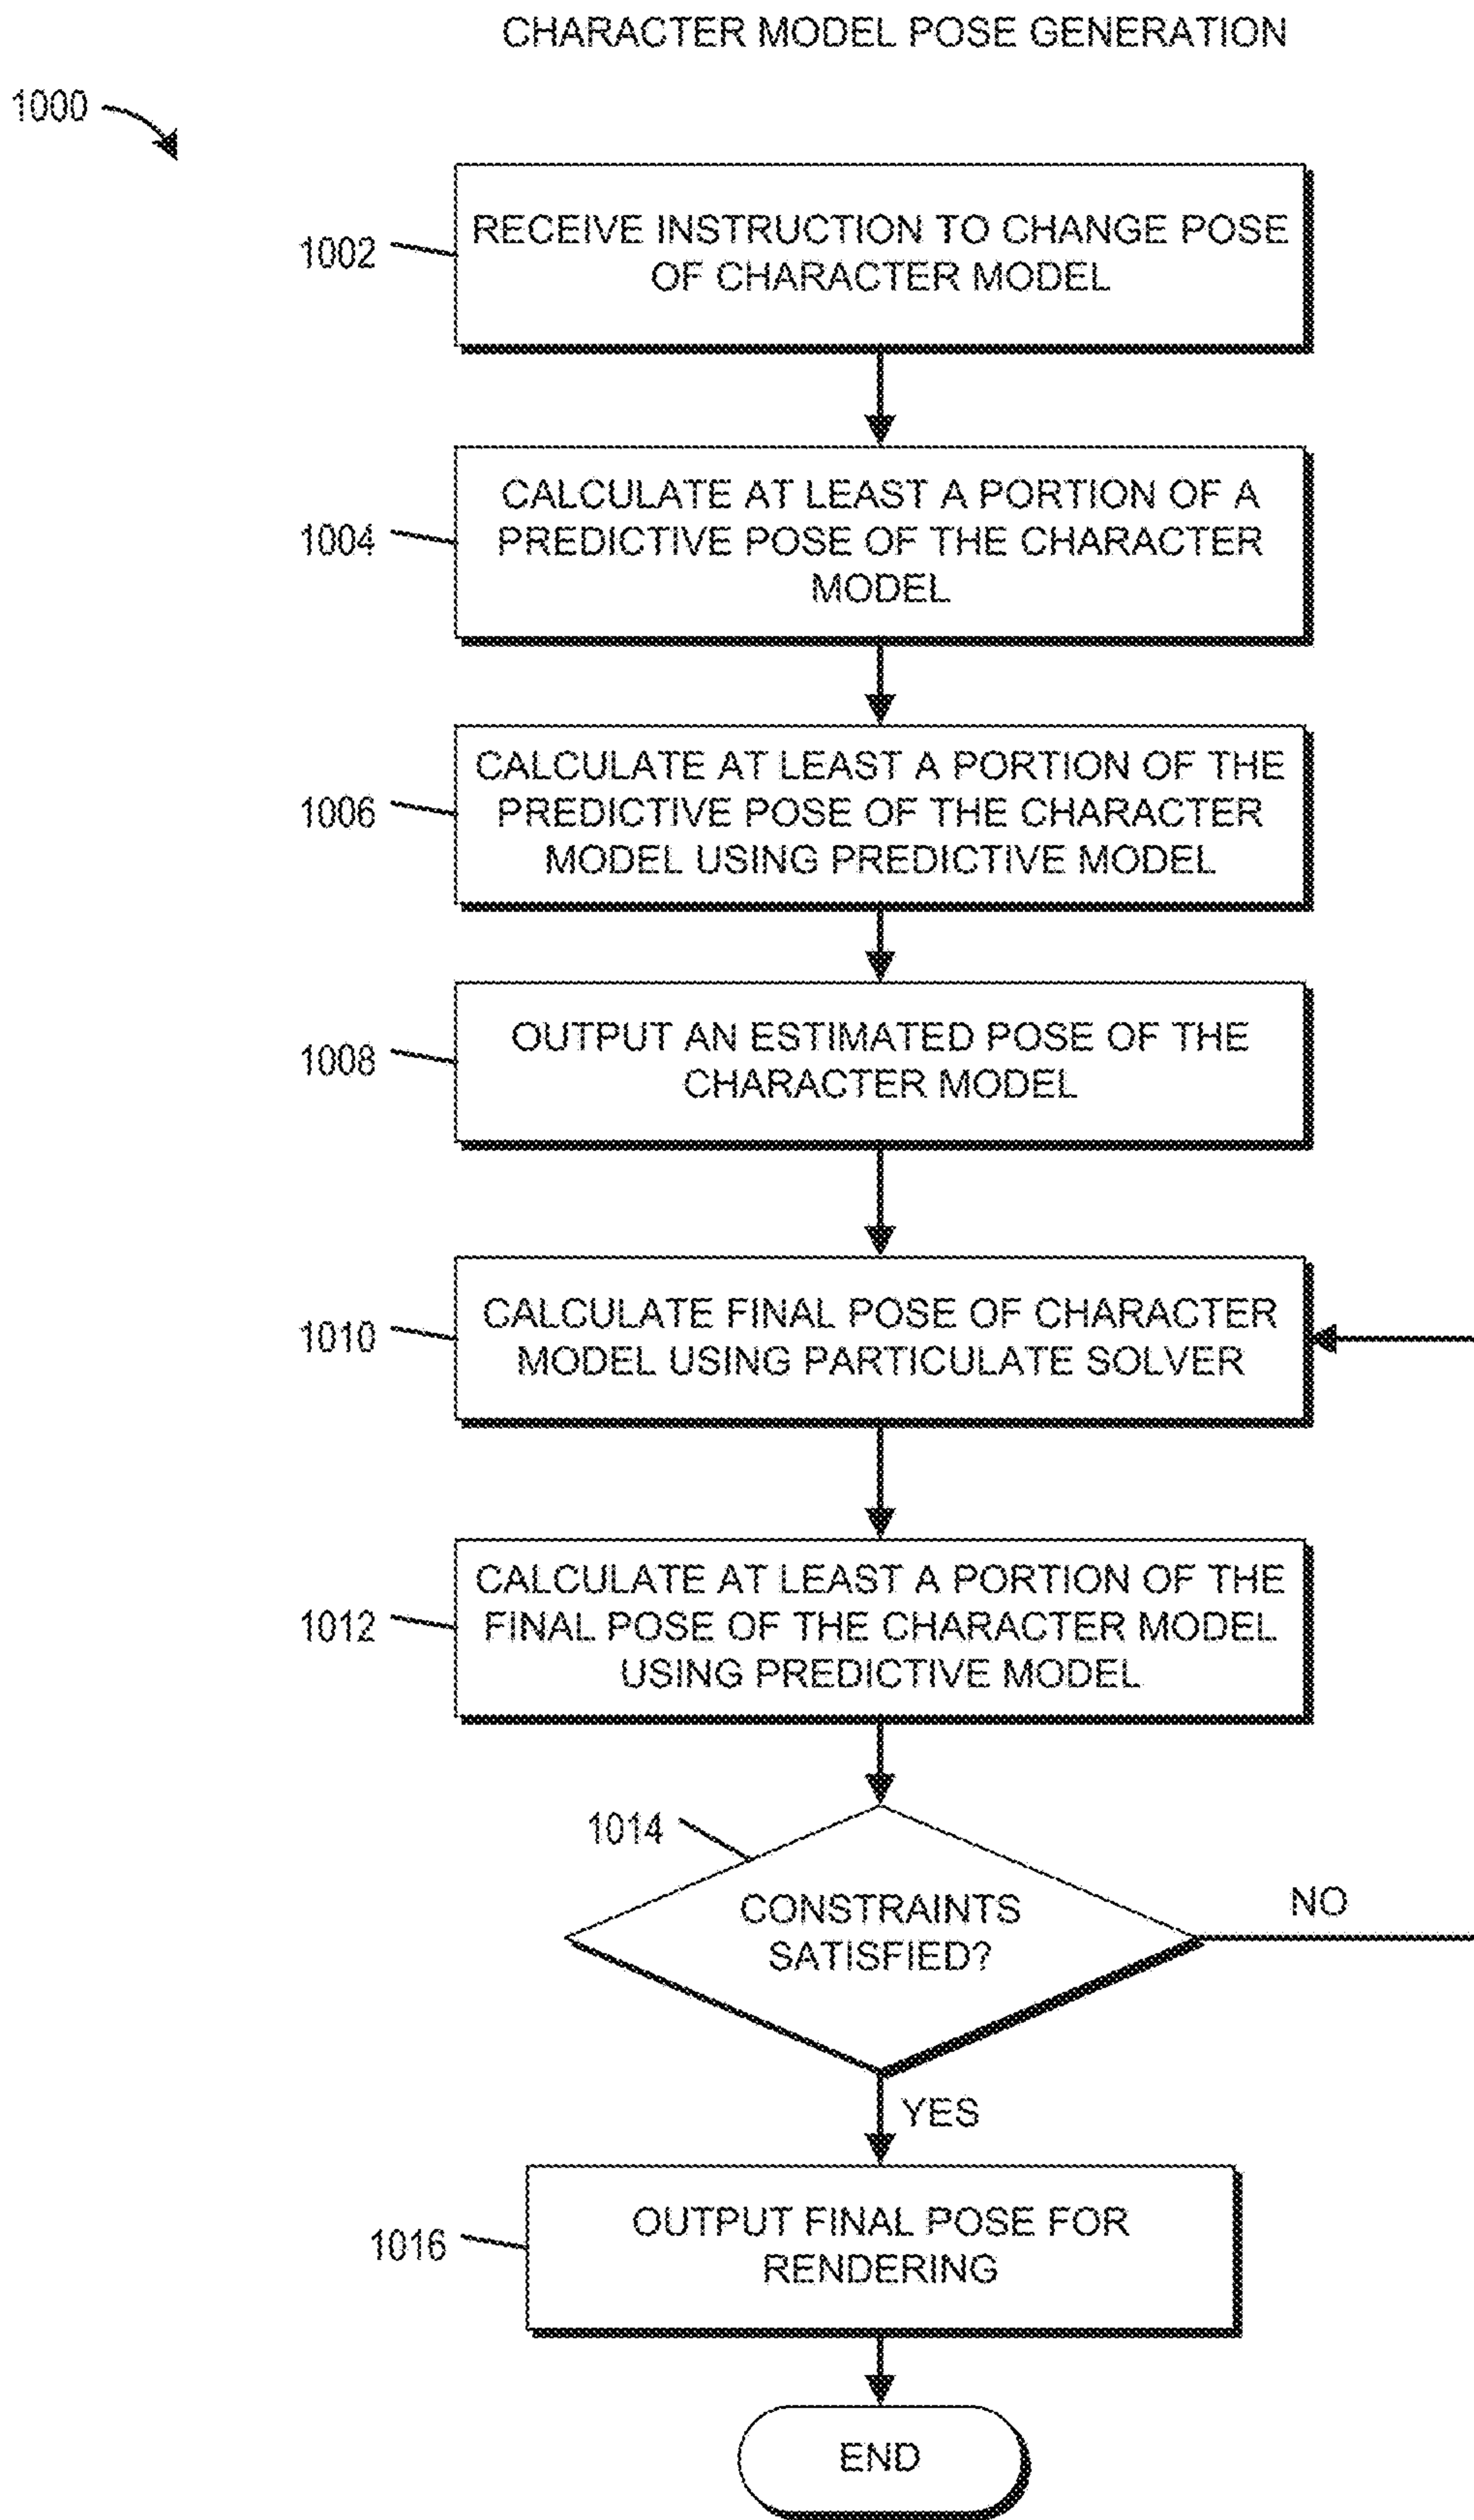 CHARACTER MODEL POSE GENERATION
1000
1002
RECEIVE INSTRUCTION TO CHANGE POSE
OF CHARACTER MODEL
1004
CALCULATE AT LEAST A PORTION OF A
PREDICTIVE POSE OF THE CHARACTER
MODEL
1006
CALCULATE AT LEAST A PORTION OF THE
PREDICTIVE POSE OF THE CHARACTER
MODEL USING PREDICTIVE MODEL
1008
OUTPUT AN ESTIMATED POSE OF THE
CHARACTER MODEL
1010
CALCULATE FINAL POSE OF CHARACTER
MODEL USING PARTICULATE SOLVER
1012
CALCULATE AT LEAST A PORTION OF THE
FINAL POSE OF THE CHARACTER MODEL
USING PREDICTIVE MODEL
1014
CONSTRAINTS
SATISFIED?
NO
YES
1016
OUTPUT FINAL POSE FOR
RENDERING
END